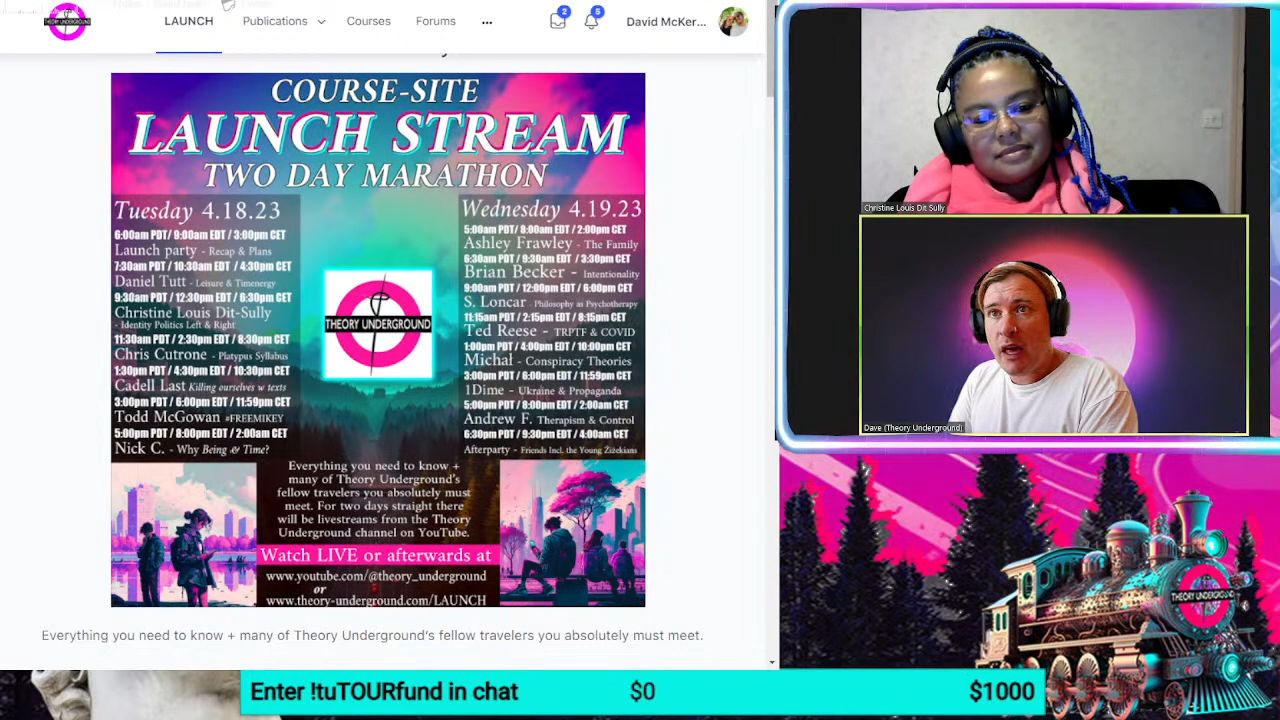 THEORY UNDERGROUND
LAUNCH
Publications
Courses
Forums
...
2
5
David McKer...
COURSE-SITE
LAUNCH STREAM
TWO DAY MARATHON
Tuesday 4.18.23
6:00am PDT/ 9:00am EDT / 3:00pm CET
Launch party - Recap & Plans
7:30am PDT / 10:30am EDT / 4:30pm CET
Daniel Tutt - Leisure & Timenergy
9:30am PDT / 12:30pm EDT / 6:30pm CET
Christine Louis Dit-Sully
- Identity Politics Left & Right
11:30am PDT / 2:30pm EDT / 8:30pm CET
Chris Cutrone - Platypus Syllabus
1:30pm PDT / 4:30pm EDT / 10:30pm CET
Cadell Last Killing ourselves w texts
3:00pm PDT / 6:00pm EDT / 11:59pm CET
Todd McGowan #FREEMIKEY
5:00pm PDT / 8:00pm EDT / 2:00am CET
Nick C. - Why Being & Time?
Wednesday 4.19.23
5:00am PDT/ 8:00am EDT / 2:00pm CET
Ashley Frawley - The Family
6:30am PDT / 9:30am EDT / 3:30pm CET
Brian Becker - Intentionality
9:00am PDT / 12:00pm EDT / 6:00pm CET
S. Loncar - Philosophy as Psychotherapy
11:15am PDT / 2:15pm EDT / 8:15pm CET
Ted Reese - TRPTF & COVID
1:00pm PDT / 4:00pm EDT / 10:00pm CET
Michał - Conspiracy Theories
3:00pm PDT / 6:00pm EDT / 11:59pm CET
1Dime - Ukraine & Propaganda
5:00pm PDT / 8:00pm EDT / 2:00am CET
Andrew F. Therapism & Control
6:30pm PDT / 9:30pm EDT / 4:00am CET
Afterparty - Friends Incl. the Young Žižekians
THEORY UNDERGROUND
Everything you need to know +
many of Theory Underground's
fellow travelers you absolutely must
meet. For two days straight there
will be livestreams from the Theory
Underground channel on YouTube.
Watch LIVE or afterwards at
www.youtube.com/@theory_underground
or
www.theory-underground.com/LAUNCH
Everything you need to know + many of Theory Underground's fellow travelers you absolutely must meet.
Christine Louis Dit Sully
Dave (Theory Underground)
THEORY UNDERGROUND
Enter !tuTOURfund in chat
$0
$1000